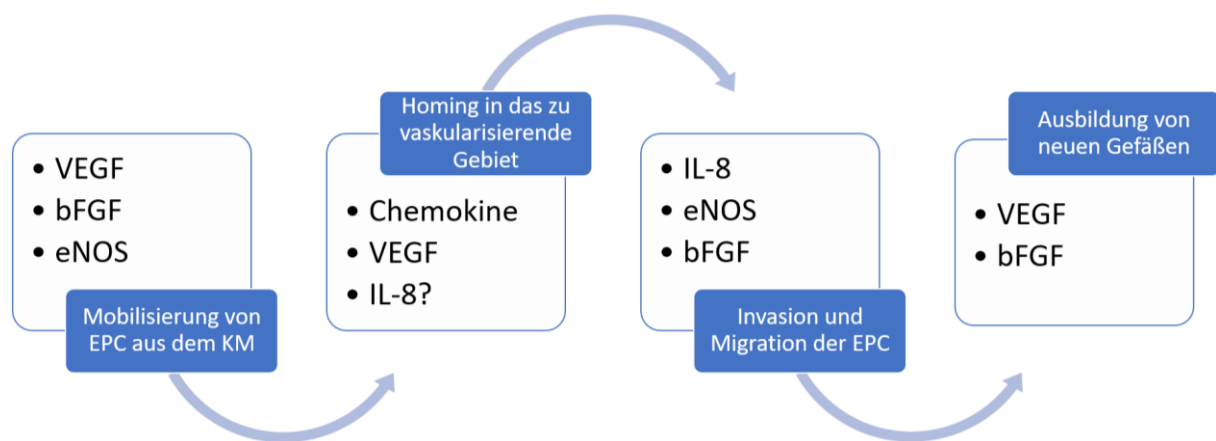 • VEGF
• bFGF
• eNOS
Mobilisierung von
EPC aus dem KM
Homing in das zu
vaskularisierende
Gebiet
• Chemokine
• VEGF
• IL-8?
• IL-8
• eNOS
• bFGF
Invasion und
Migration der EPC
Ausbildung von
neuen Gefäßen
• VEGF
• bFGF